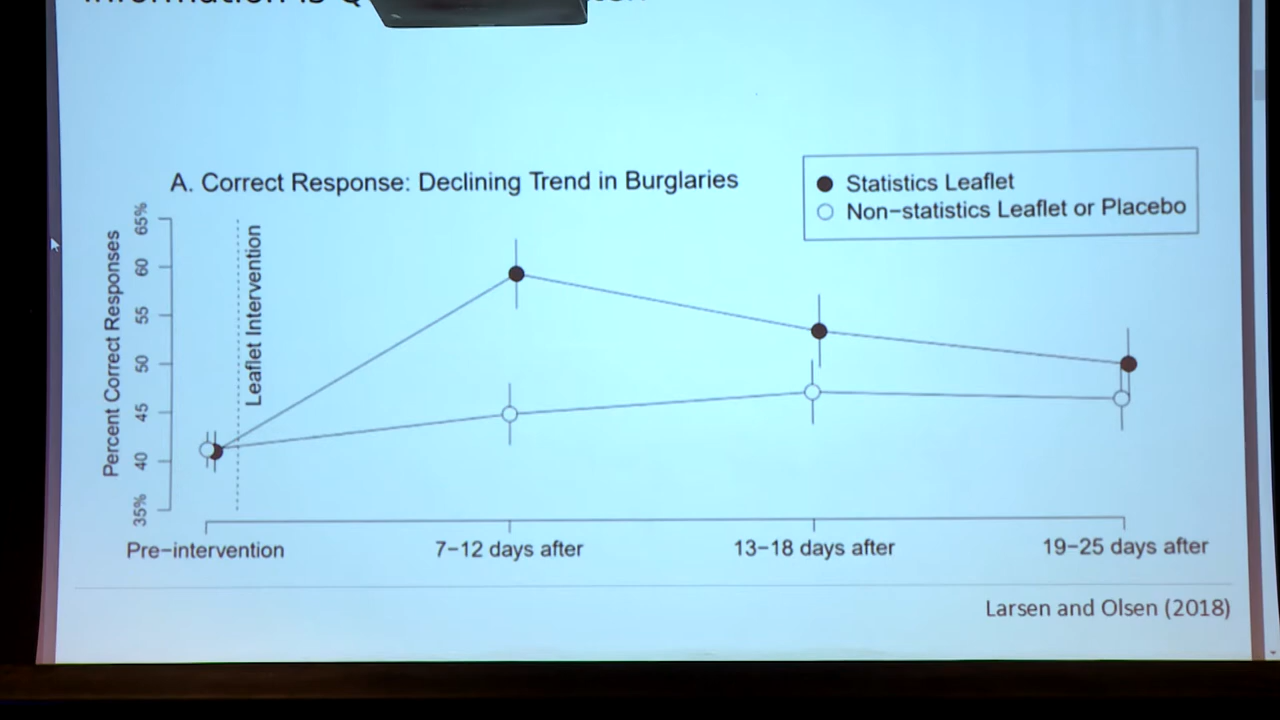 A. Correct Response: Declining Trend in Burglaries
Statistics Leaflet
Non−statistics Leaflet or Placebo
Percent Correct Responses
65%
60
55
50
45
40
35%
Leaflet Intervention
Pre−intervention
7−12 days after
13−18 days after
19−25 days after
Larsen and Olsen (2018)